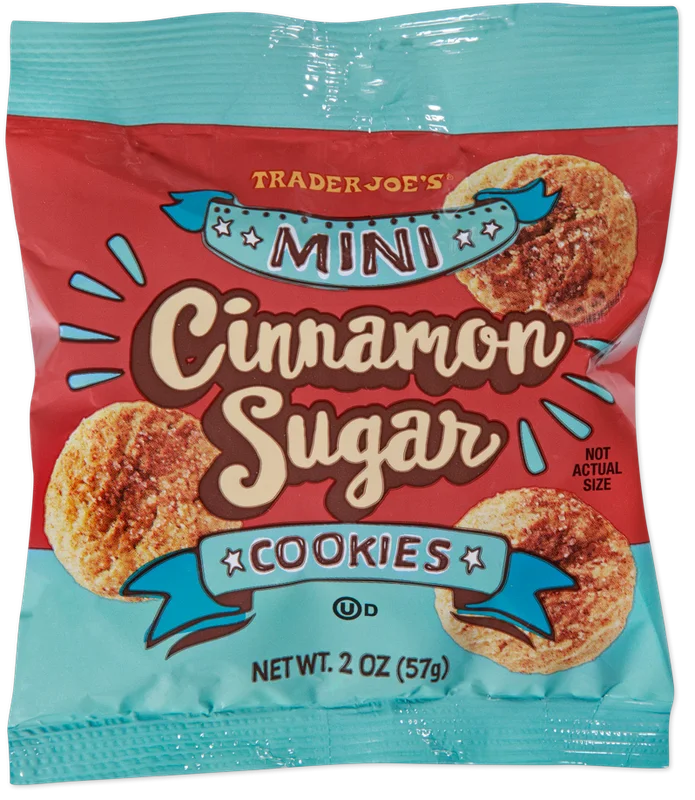 TRADER JOE'S
MINI
Cinnamon
Sugar
NOT
ACTUAL
SIZE
COOKIES
U D
NET WT. 2 OZ (57g)